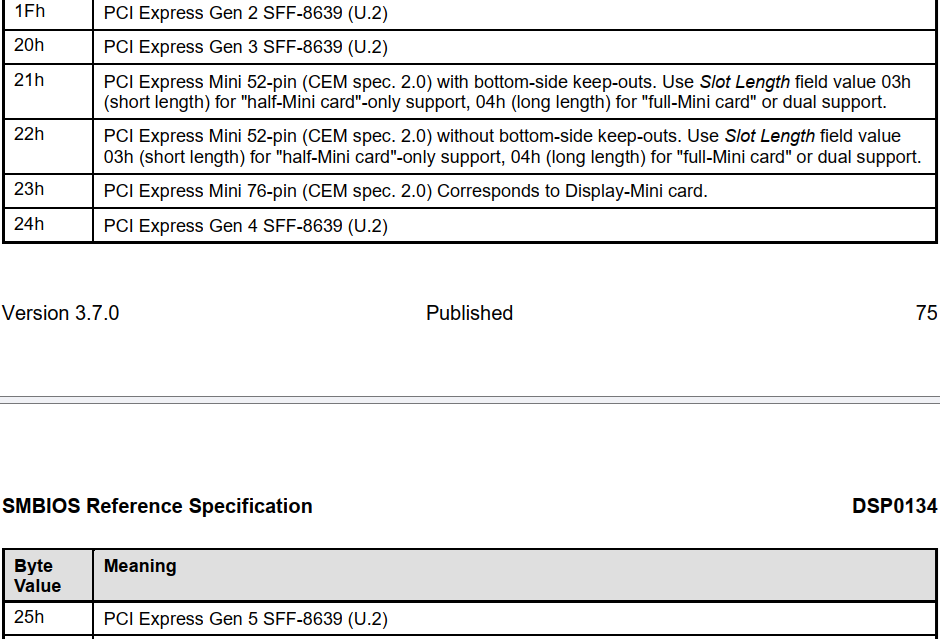 1Fh PCI Express Gen 2 SFF-8639 (U.2)
20h PCI Express Gen 3 SFF-8639 (U.2)
21h PCI Express Mini 52-pin (CEM spec. 2.0) with bottom-side keep-outs. Use Slot Length field value 03h
(short length) for "half-Mini card"-only support, 04h (long length) for "full-Mini card" or dual support.
22h PCI Express Mini 52-pin (CEM spec. 2.0) without bottom-side keep-outs. Use Slot Length field value
03h (short length) for "half-Mini card"-only support, 04h (long length) for "full-Mini card" or dual support.
23h PCI Express Mini 76-pin (CEM spec. 2.0) Corresponds to Display-Mini card.
24h PCI Express Gen 4 SFF-8639 (U.2)
Version 3.7.0 Published 75
SMBIOS Reference Specification DSP0134
Byte Meaning
Value
25h PCI Express Gen 5 SFF-8639 (U.2)